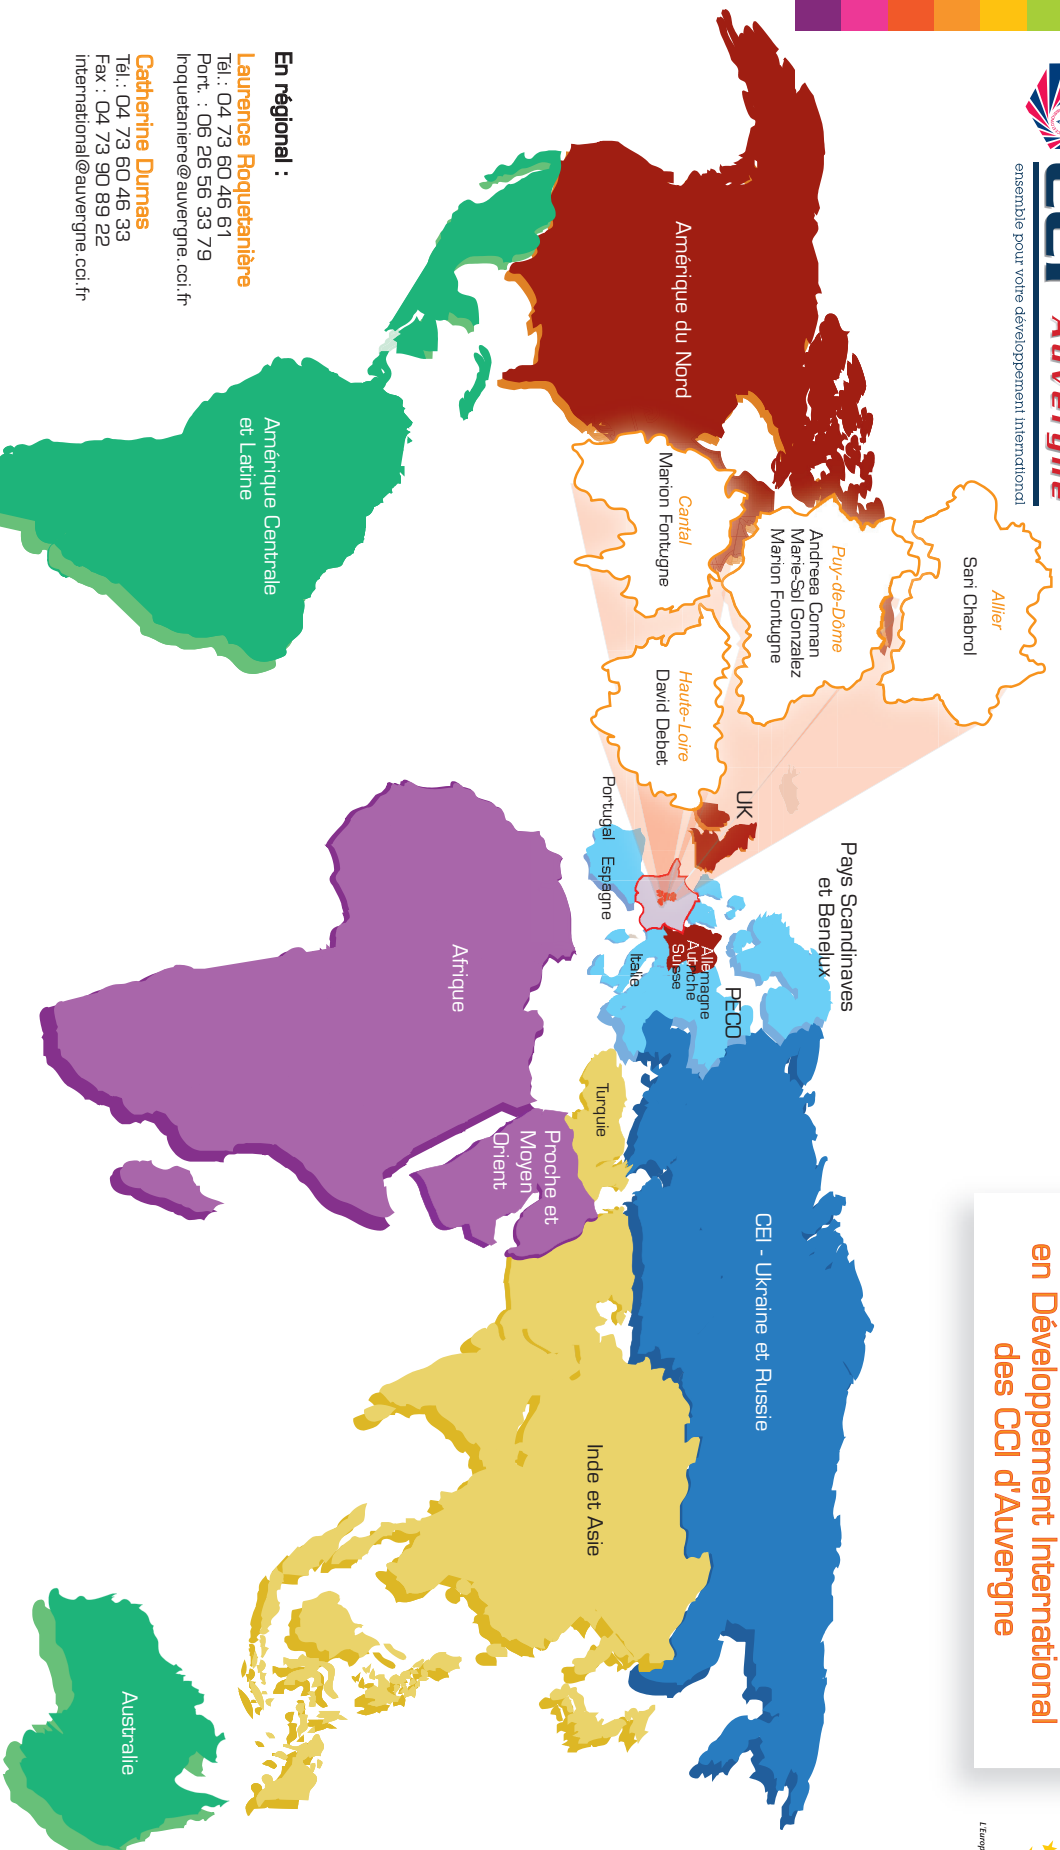 CCI Auvergne
ensemble pour votre développement international
en Développement International
des CCI d'Auvergne
Allier
Sari Chabrol
Puy-de-Dôme
Andreea Coman
Marie-Sol Gonzalez
Marion Fontugne
Cantal
Marion Fontugne
Haute-Loire
David Debet
Amérique du Nord
UK
Pays Scandinaves
et Benelux
Portugal
Espagne
Italie
Allemagne
Autriche
Suisse
PECO
CEI - Ukraine et Russie
Turquie
Proche et
Moyen
Orient
Inde et Asie
Afrique
Amérique Centrale
et Latine
Australie
En régional :
Laurence Roquetanière
Tél.: 04 73 60 46 61
Port. : 06 26 56 33 79
lroquetaniere@auvergne.cci.fr
Catherine Dumas
Tél.: 04 73 60 46 33
Fax : 04 73 90 89 22
international@auvergne.cci.fr